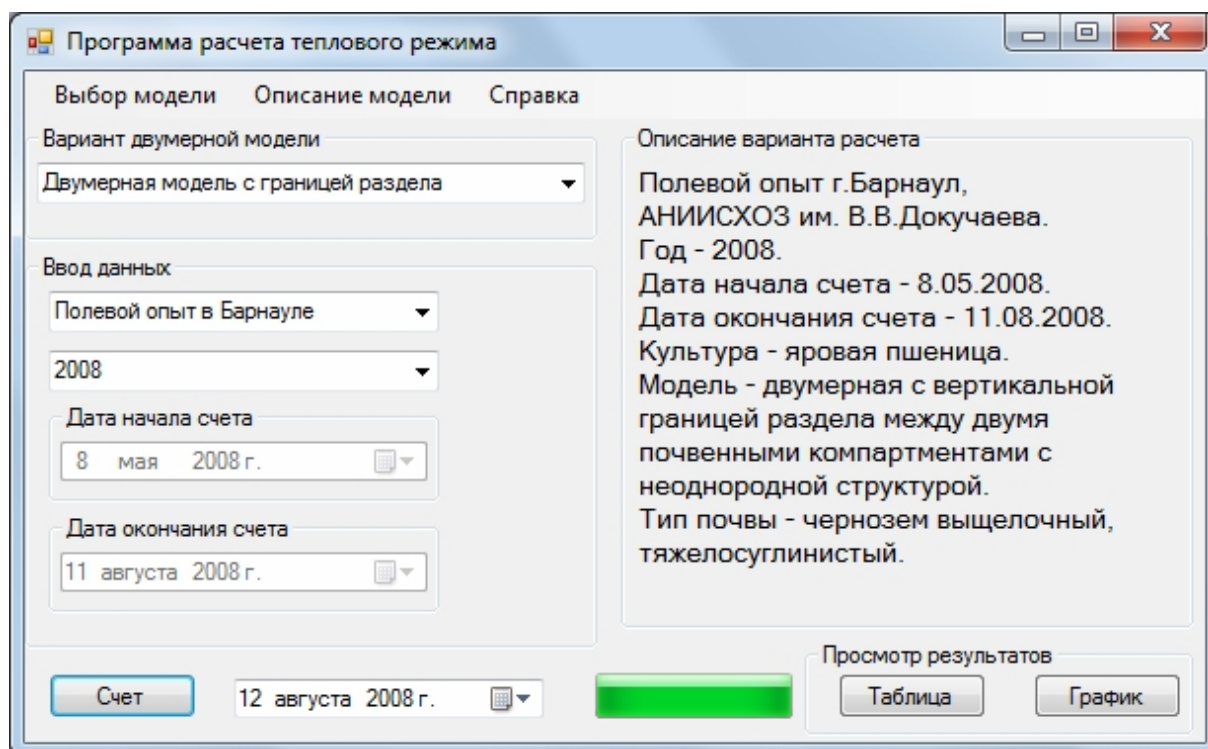 Программа расчета теплового режима
Выбор модели Описание модели Справка
Вариант двумерной модели
Двумерная модель с границей раздела
Ввод данных
Полевой опыт в Барнауле
2008
Дата начала счета
8 мая 2008 г.
Дата окончания счета
11 августа 2008 г.
Описание варианта расчета
Полевой опыт г.Барнаул,
АНИИСХОЗ им. В.В.Докучаева.
Год - 2008.
Дата начала счета - 8.05.2008.
Дата окончания счета - 11.08.2008.
Культура - яровая пшеница.
Модель - двумерная с вертикальной
границей раздела между двумя
почвенными компартментами с
неоднородной структурой.
Тип почвы - чернозем выщелочный,
тяжелосуглинистый.
Счет
12 августа 2008 г.
Просмотр результатов
Таблица График